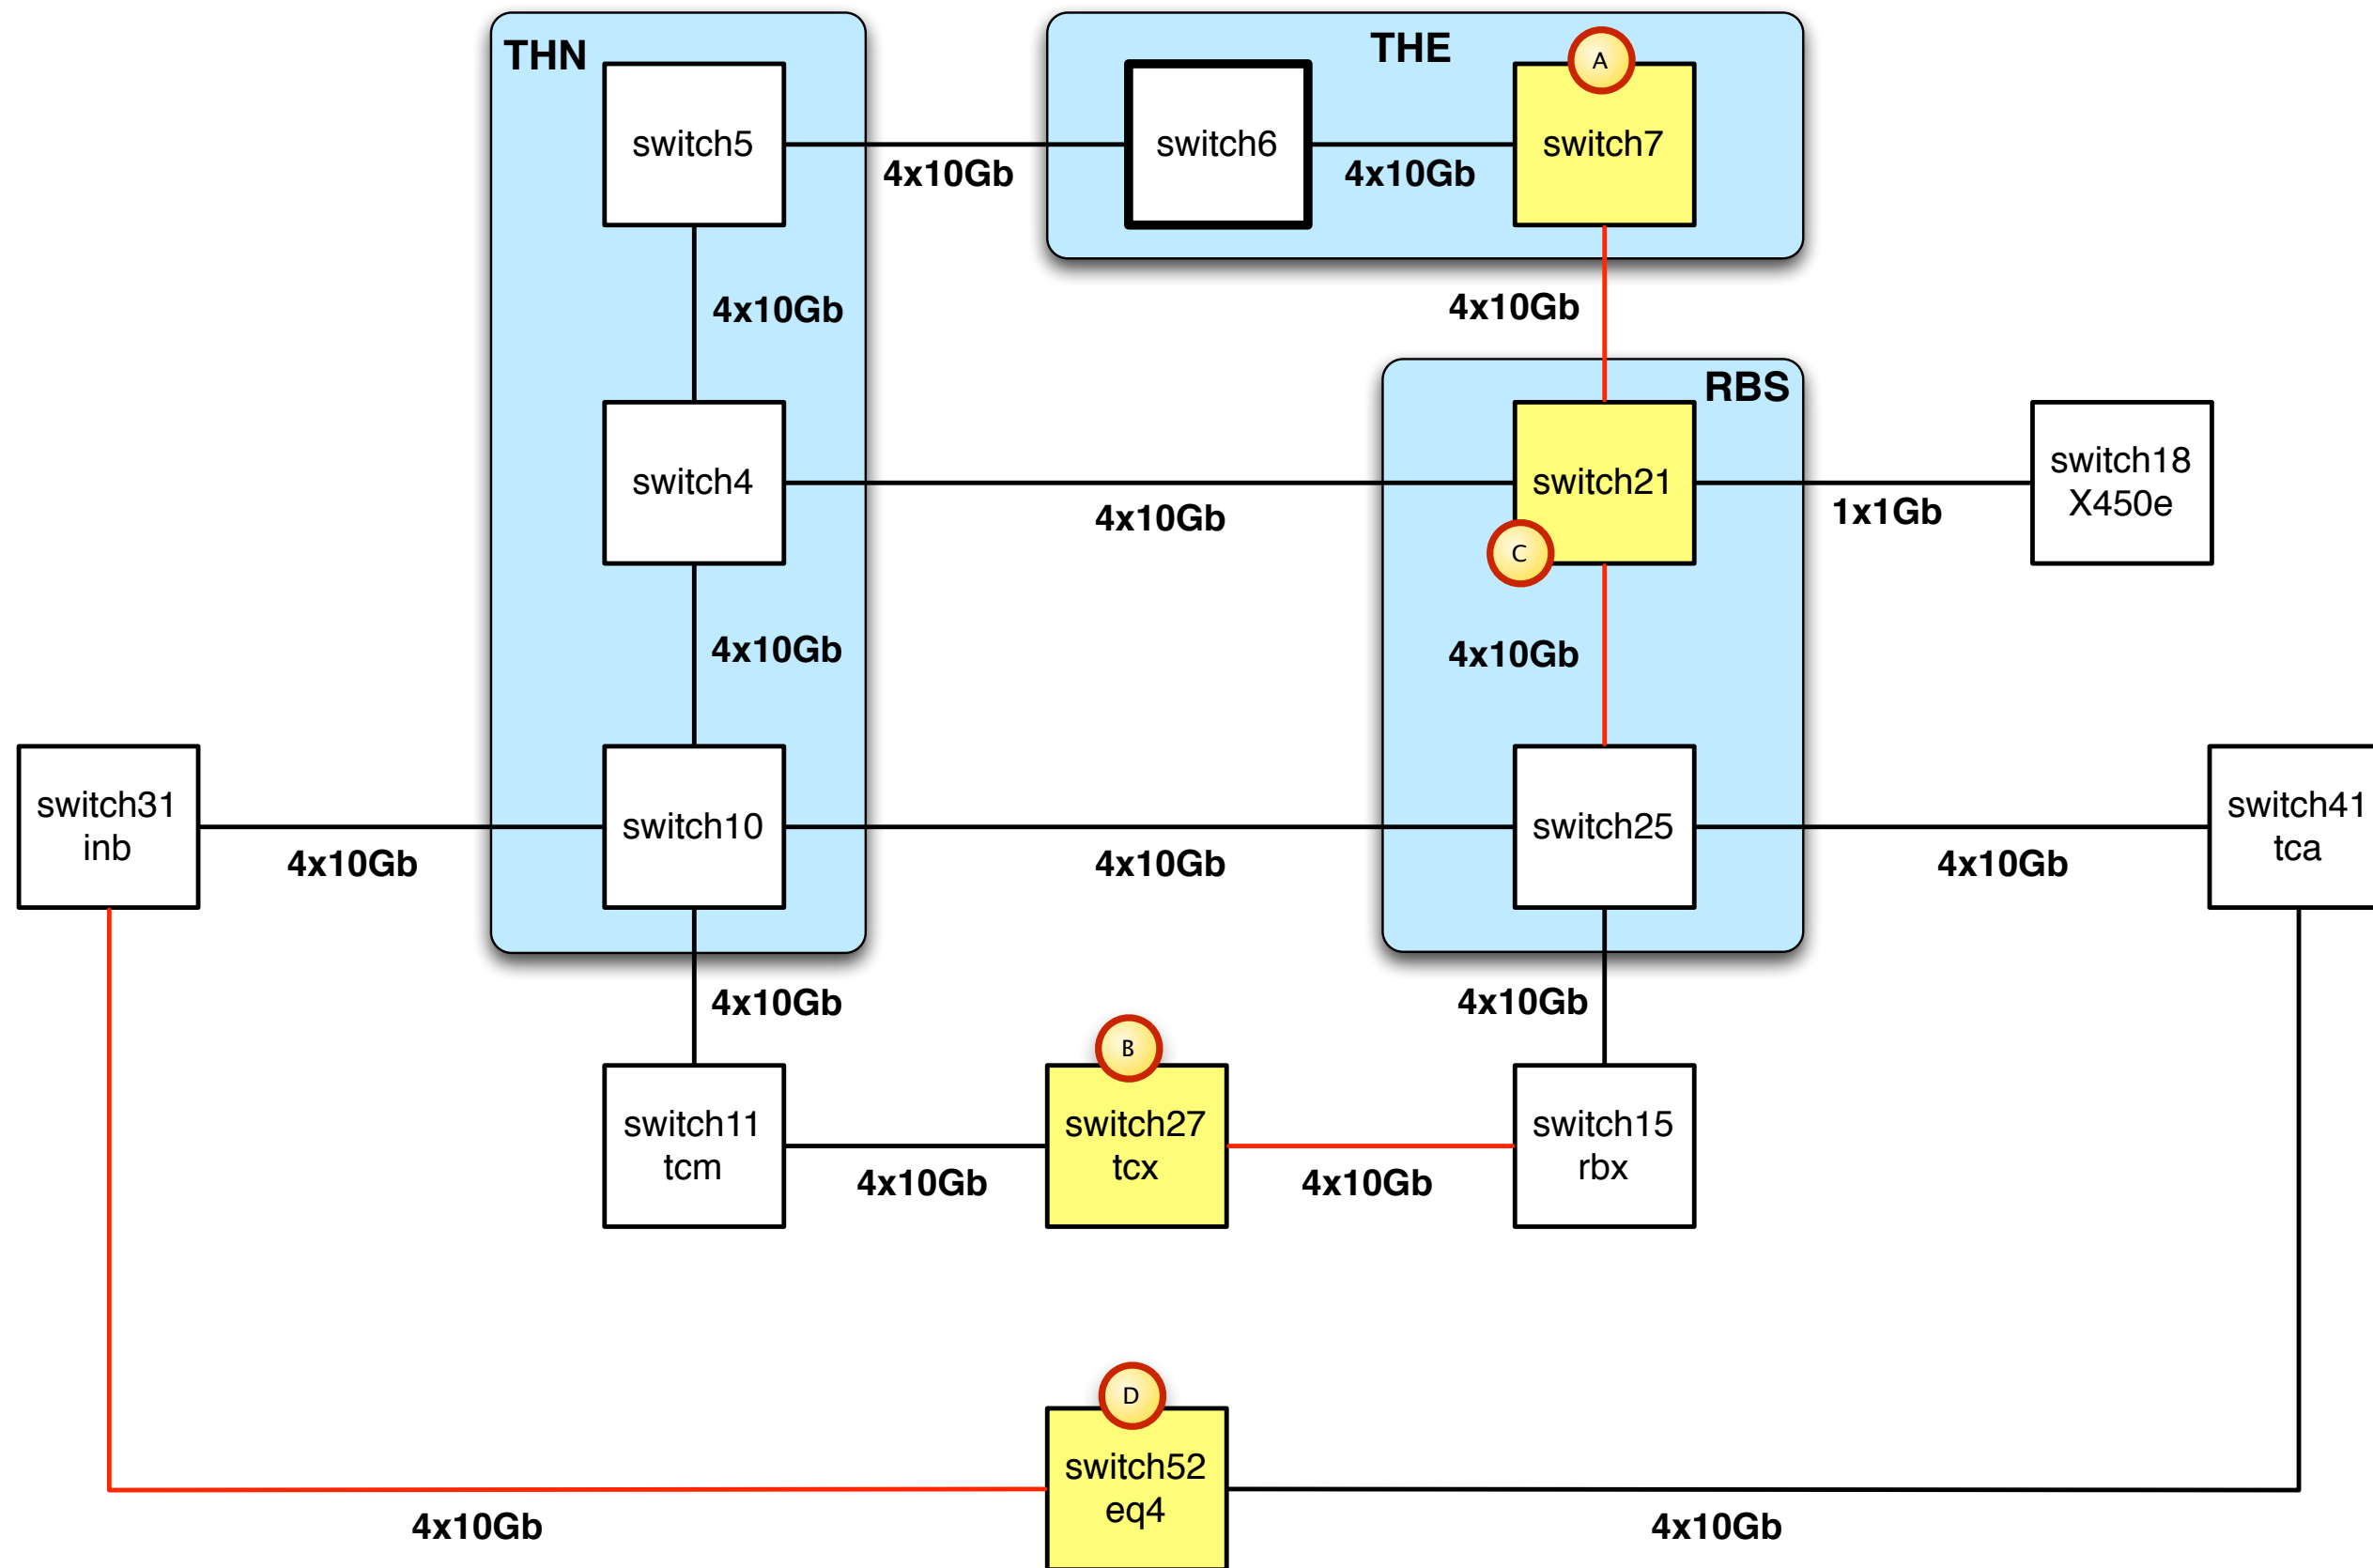 THN
THE
A
switch5
switch6
switch7
4x10Gb
4x10Gb
4x10Gb
4x10Gb
RBS
switch4
switch21
switch18
X450e
4x10Gb
1x1Gb
C
4x10Gb
4x10Gb
switch31
inb
switch10
switch25
switch41
tca
4x10Gb
4x10Gb
4x10Gb
4x10Gb
4x10Gb
B
switch11
tcm
switch27
tcx
switch15
rbx
4x10Gb
4x10Gb
D
switch52
eq4
4x10Gb
4x10Gb